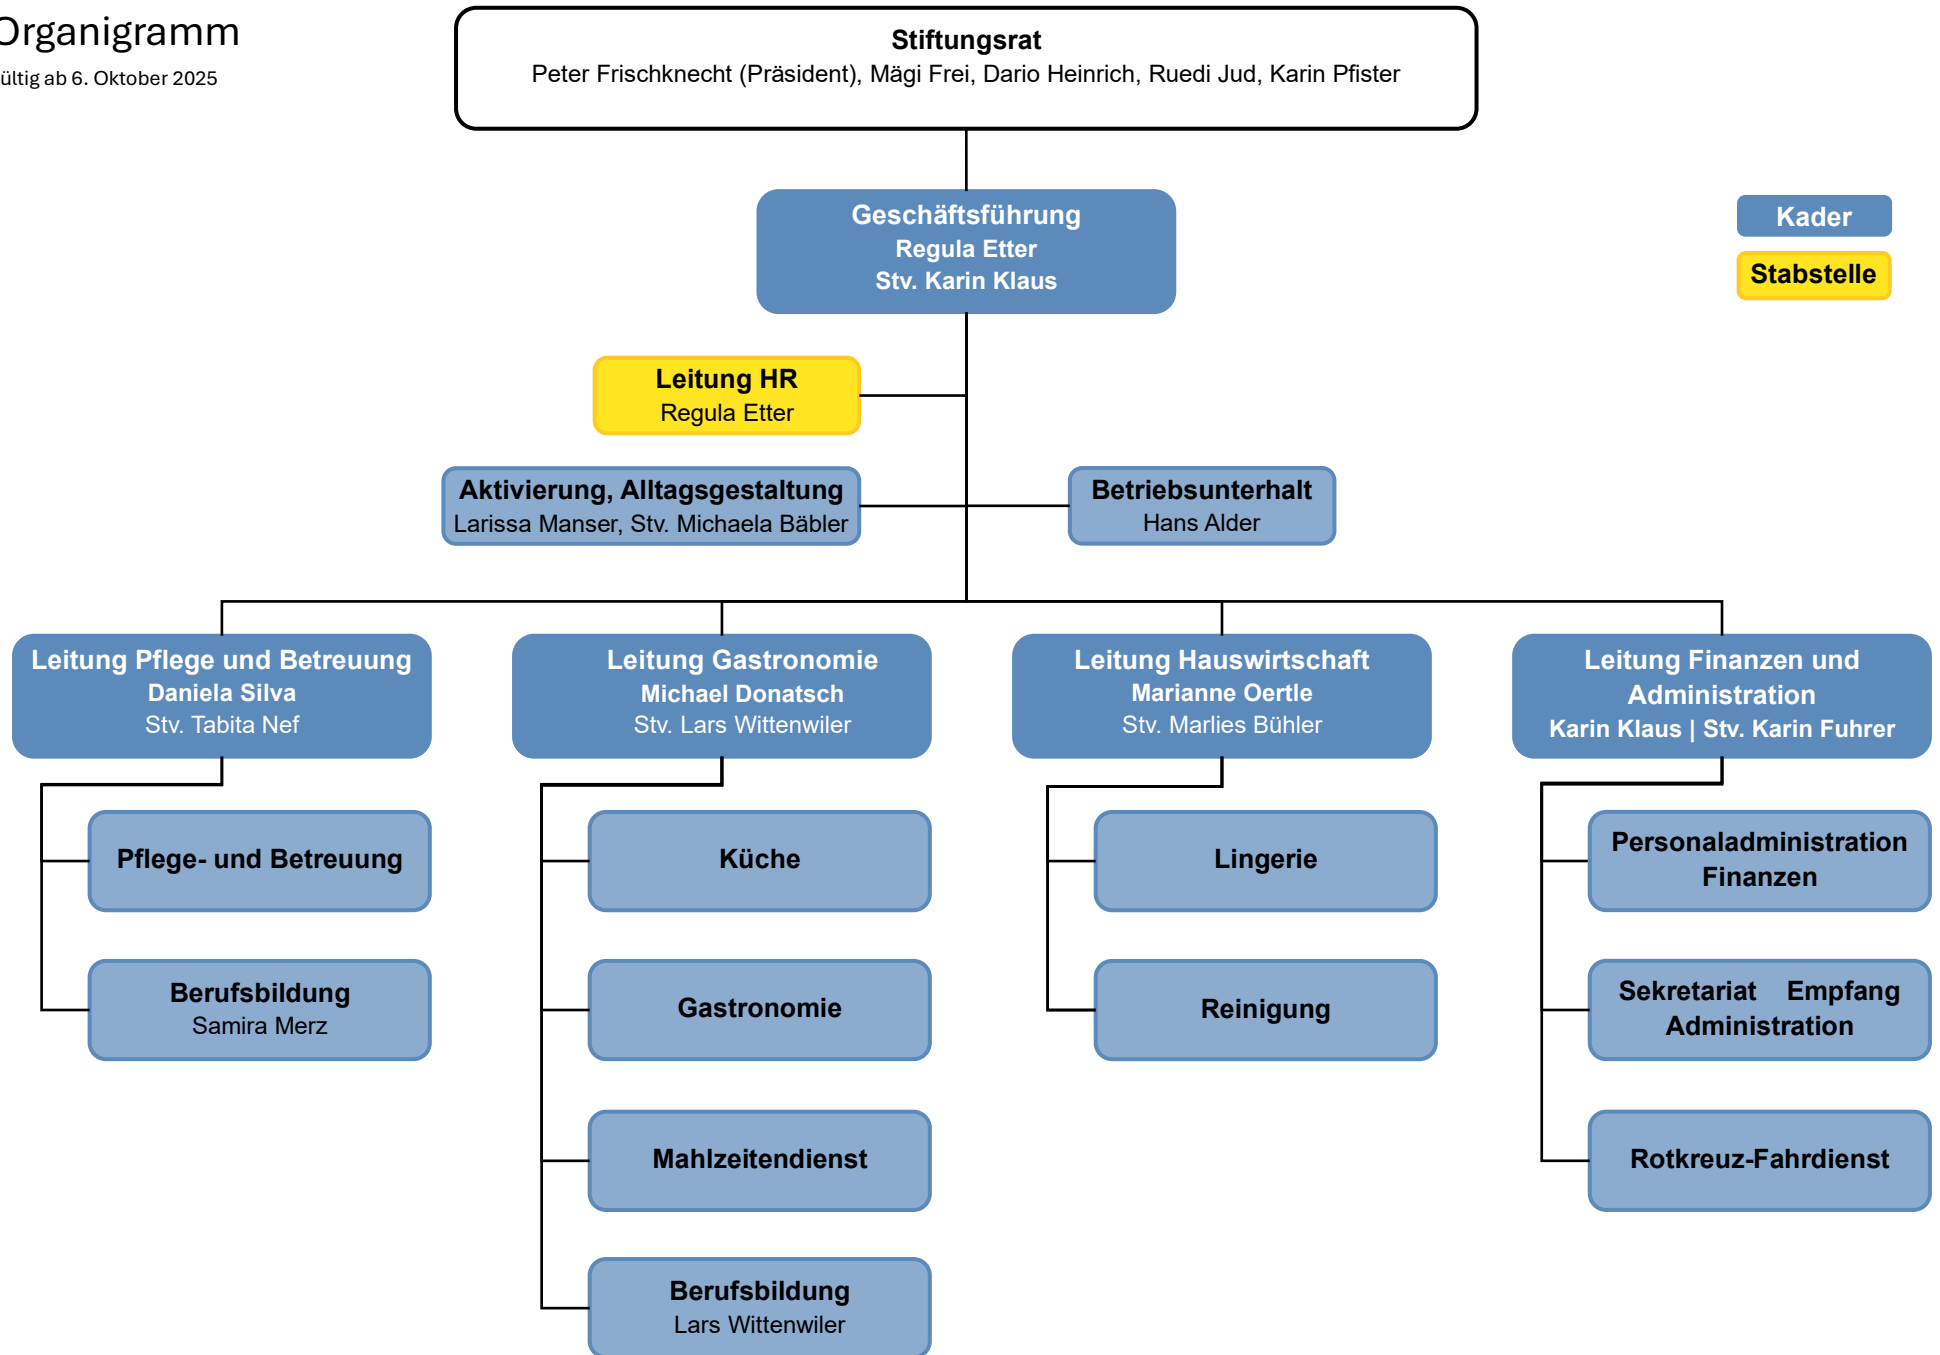 Organigramm
ültig ab 6. Oktober 2025
Stiftungsrat
Peter Frischknecht (Präsident), Mägi Frei, Dario Heinrich, Ruedi Jud, Karin Pfister
Geschäftsführung
Regula Etter
Stv. Karin Klaus
Kader
Stabstelle
Leitung HR
Regula Etter
Aktivierung, Alltagsgestaltung
Larissa Manser, Stv. Michaela Bäbler
Betriebsunterhalt
Hans Alder
Leitung Pflege und Betreuung
Daniela Silva
Stv. Tabita Nef
Leitung Gastronomie
Michael Donatsch
Stv. Lars Wittenwiler
Leitung Hauswirtschaft
Marianne Oertle
Stv. Marlies Bühler
Leitung Finanzen und
Administration
Karin Klaus | Stv. Karin Fuhrer
Pflege- und Betreuung
Berufsbildung
Samira Merz
Küche
Gastronomie
Mahlzeitendienst
Berufsbildung
Lars Wittenwiler
Lingerie
Reinigung
Personaladministration
Finanzen
Sekretariat Empfang
Administration
Rotkreuz-Fahrdienst